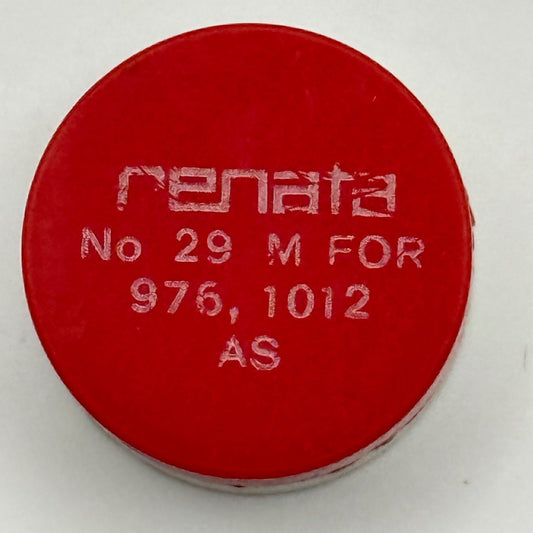 renata
No 29 M FOR
976, 1012
AS